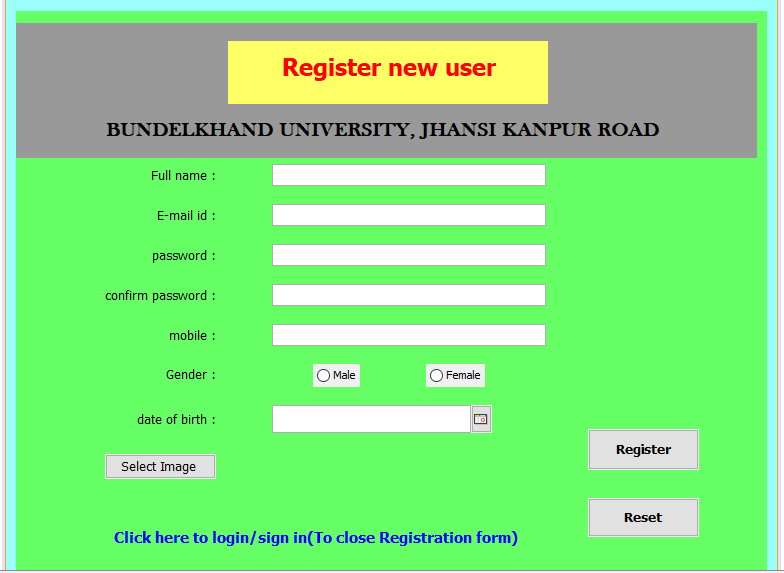 Register new user
BUNDELKHAND UNIVERSITY, JHANSI KANPUR ROAD
Full name :
E-mail id :
password :
confirm password :
mobile :
Gender : Male Female
date of birth :
Register
Select Image
Reset
Click here to login/sign in(To close Registration form)